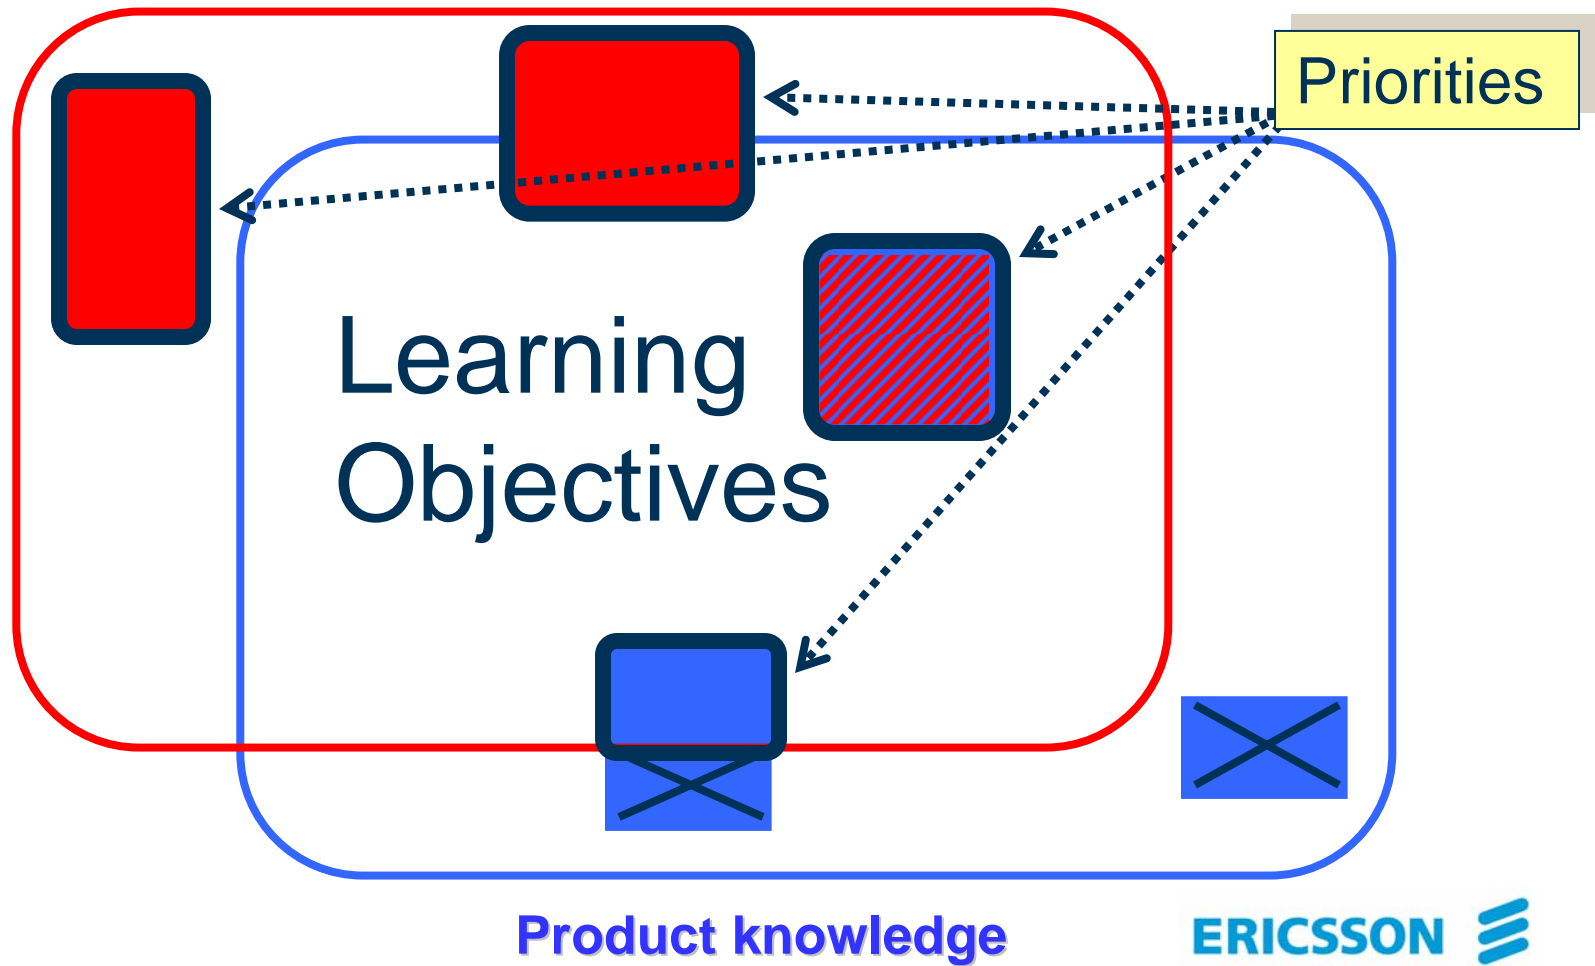 Priorities
Learning
Objectives
Product knowledge
ERICSSON